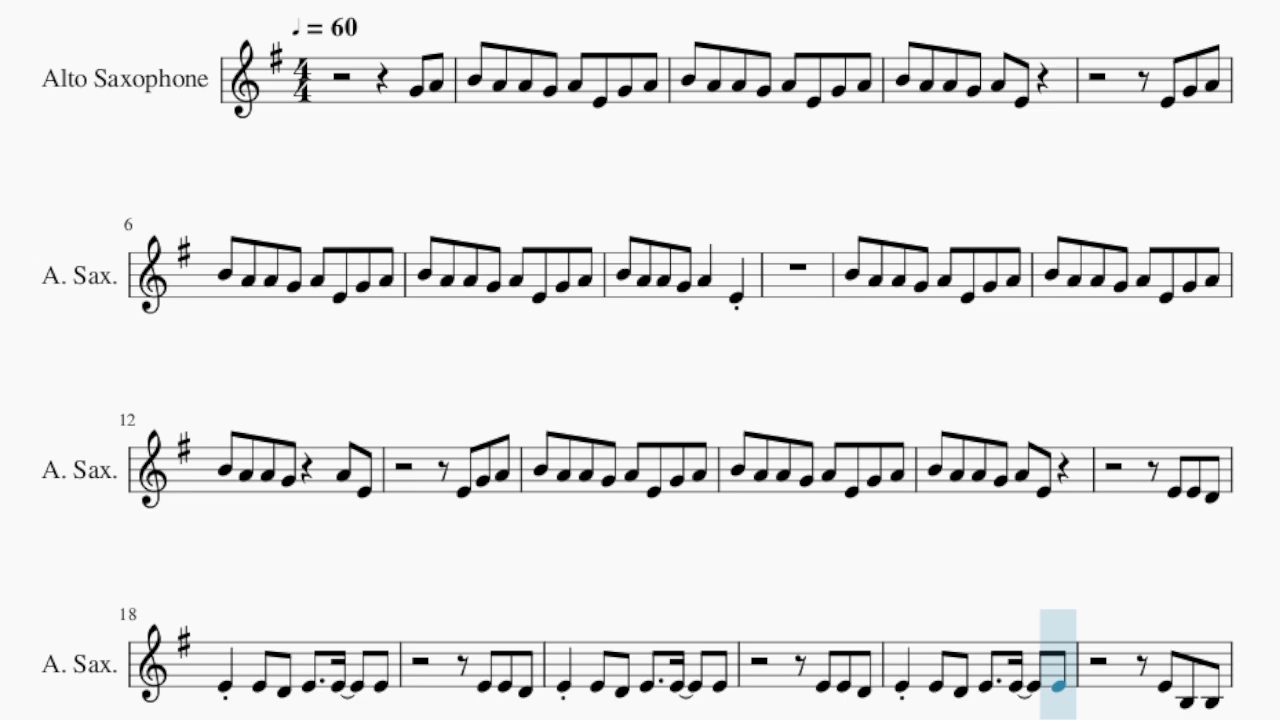 ♩ = 60
Alto Saxophone
4
4
6
A. Sax.
12
A. Sax.
18
A. Sax.